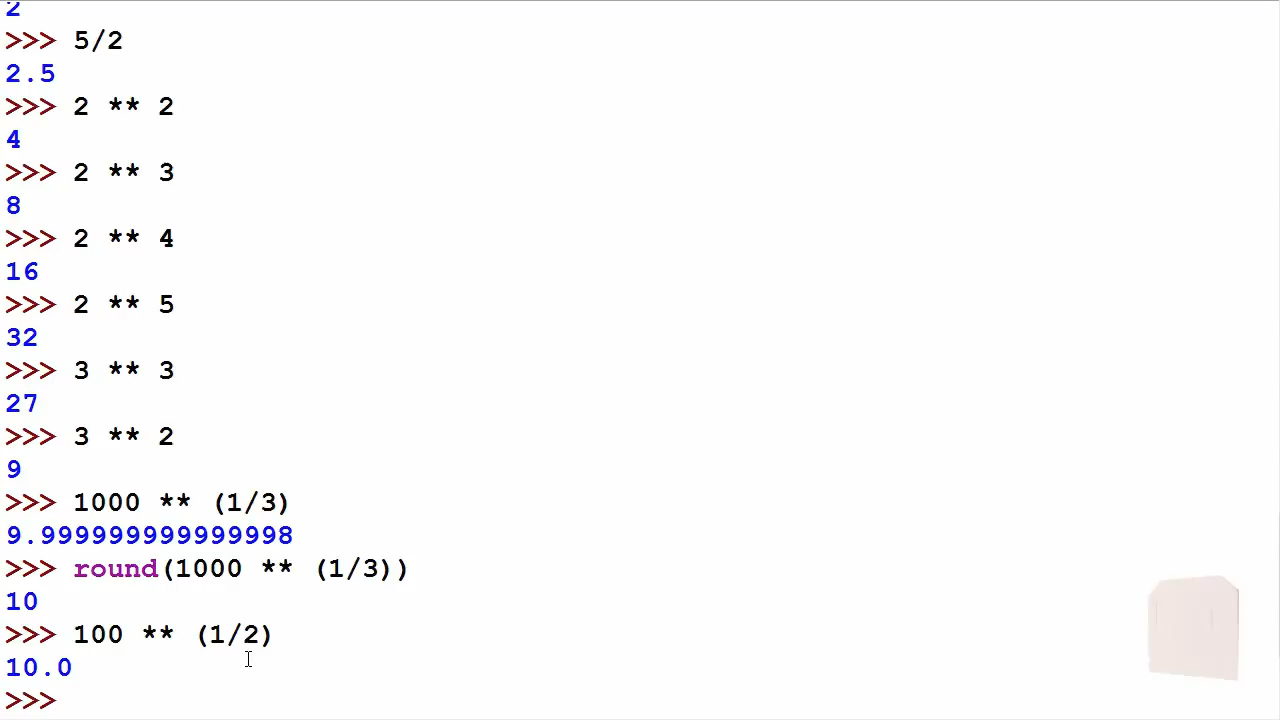 2
>>> 5/2
2.5
>>> 2 ** 2
4
>>> 2 ** 3
8
>>> 2 ** 4
16
>>> 2 ** 5
32
>>> 3 ** 3
27
>>> 3 ** 2
9
>>> 1000 ** (1/3)
9.999999999999998
>>> round(1000 ** (1/3))
10
>>> 100 ** (1/2)
10.0
>>>